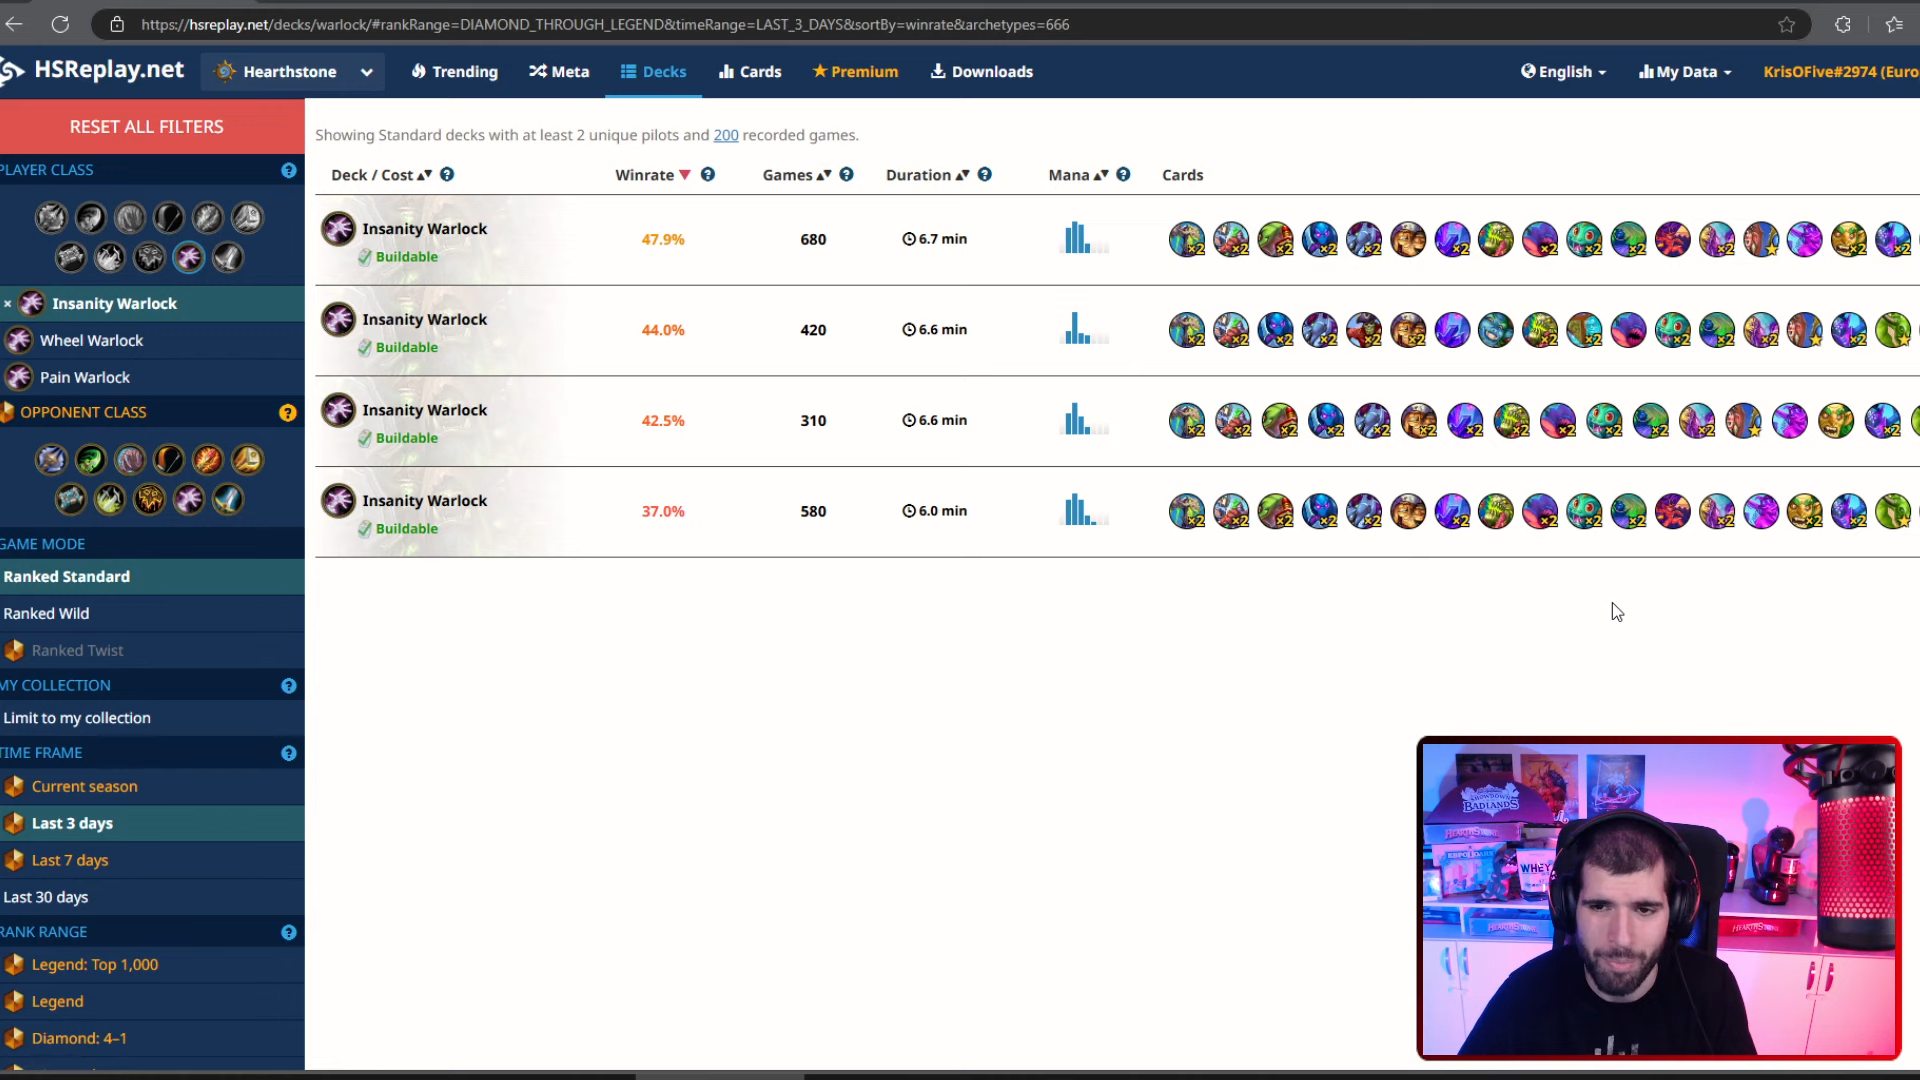 https://hsreplay.net/decks/warlock/#rankRange=DIAMOND_THROUGH_LEGEND&timeRange=LAST_3_DAYS&sortBy=winrate&archetypes=666
HSReplay.net
Hearthstone
Trending
Meta
Decks
Cards
Premium
Downloads
English
My Data
KrisOFive#2974 (Euro
RESET ALL FILTERS
PLAYER CLASS
Insanity Warlock
Wheel Warlock
Pain Warlock
OPPONENT CLASS
GAME MODE
Ranked Standard
Ranked Wild
Ranked Twist
MY COLLECTION
Limit to my collection
TIME FRAME
Current season
Last 3 days
Last 7 days
Last 30 days
RANK RANGE
Legend: Top 1,000
Legend
Diamond: 4–1
Showing Standard decks with at least 2 unique pilots and 200 recorded games.
Deck / Cost Winrate Games Duration Mana Cards
Insanity Warlock
Buildable
47.9% 680 6.7 min
Insanity Warlock
Buildable
44.0% 420 6.6 min
Insanity Warlock
Buildable
42.5% 310 6.6 min
Insanity Warlock
Buildable
37.0% 580 6.0 min
SHOWDOWN
BADLANDS
HEARTHSTONE
WHEY
HEARTHSTONE
HEARTHSTONE